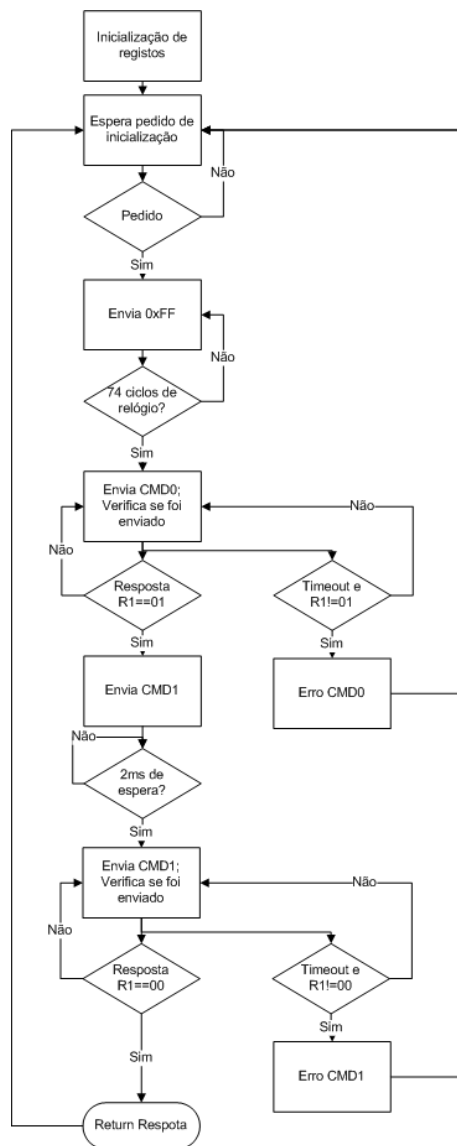 Inicialização de
registos
Espera pedido de
inicialização
Não
Pedido
Sim
Envia 0xFF
Não
74 ciclos de
relógio?
Sim
Envia CMD0;
Verifica se foi
enviado
Não
Não
Resposta
R1==01
Timeout e
R1!=01
Sim
Sim
Envia CMD1
Erro CMD0
Não
2ms de
espera?
Sim
Envia CMD1;
Verifica se foi
enviado
Não
Não
Resposta
R1==00
Timeout e
R1!=00
Sim
Sim
Erro CMD1
Return Respota